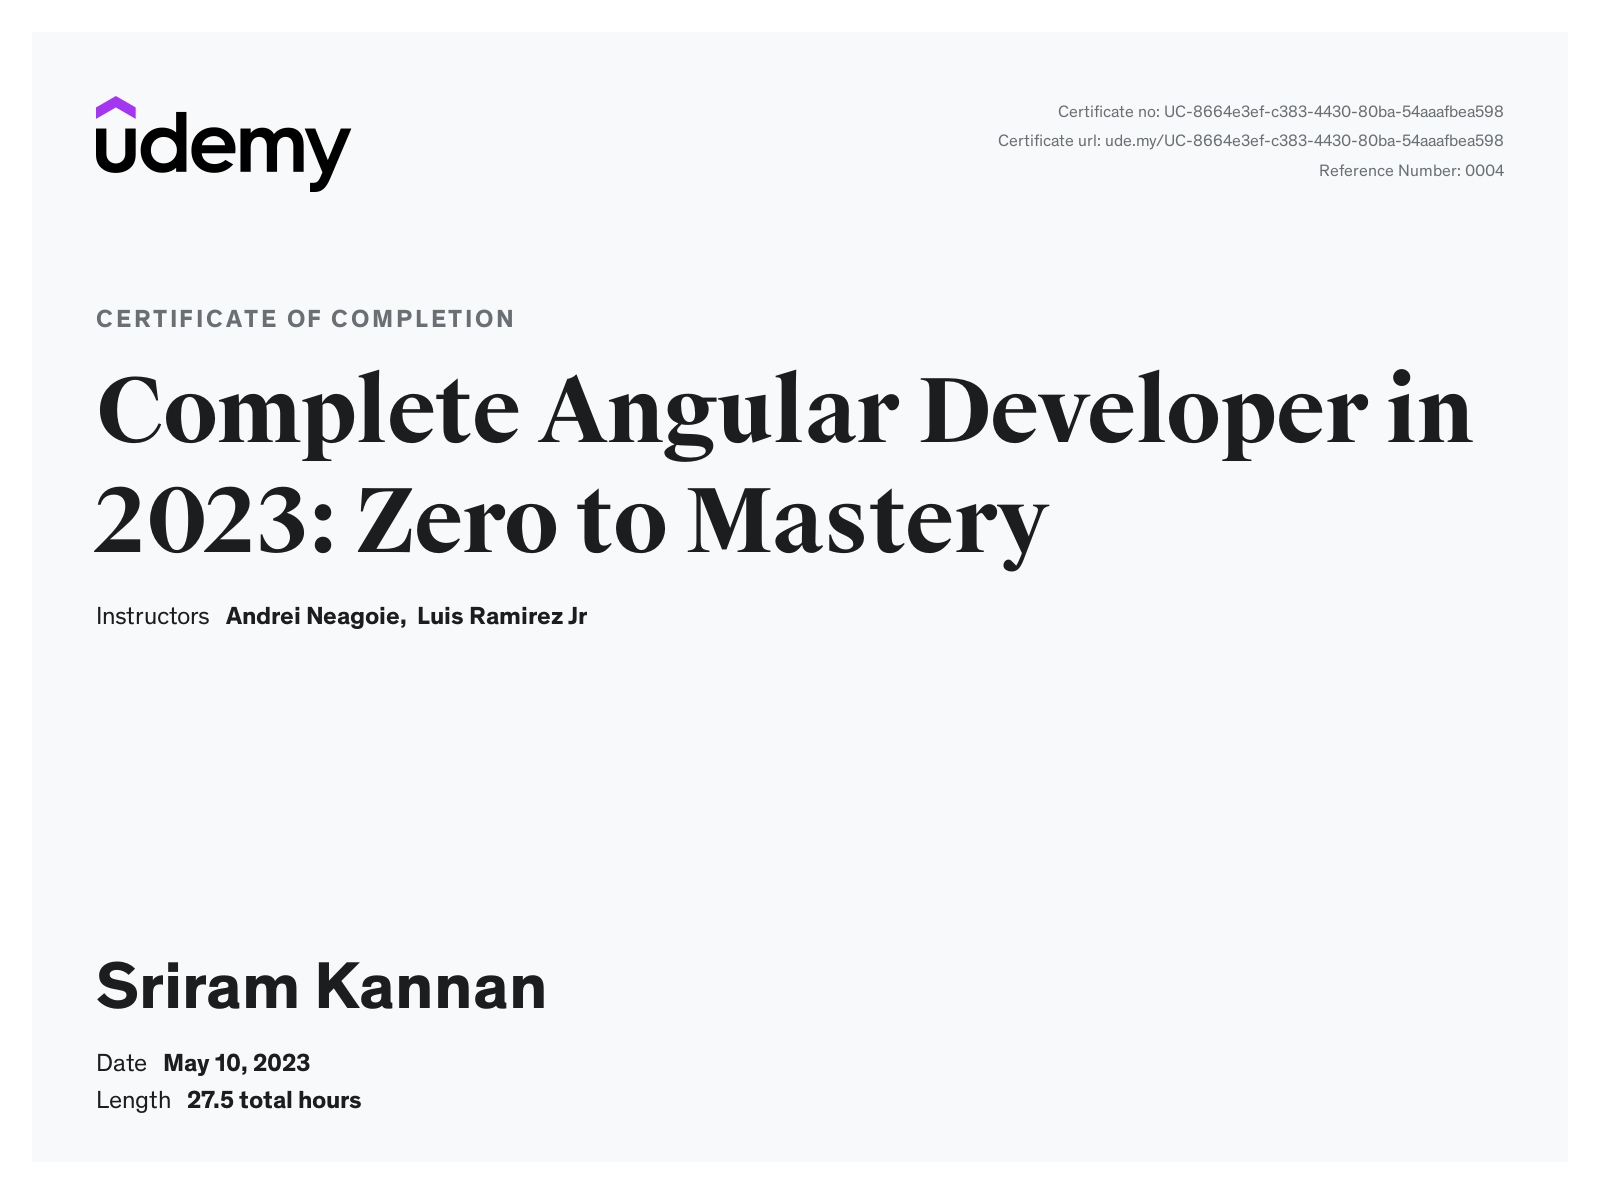 udemy
Certificate no: UC-8664e3ef-c383-4430-80ba-54aaafbea598
Certificate url: ude.my/UC-8664e3ef-c383-4430-80ba-54aaafbea598
Reference Number: 0004
CERTIFICATE OF COMPLETION
Complete Angular Developer in
2023: Zero to Mastery
Instructors Andrei Neagoie, Luis Ramirez Jr
Sriram Kannan
Date May 10, 2023
Length 27.5 total hours